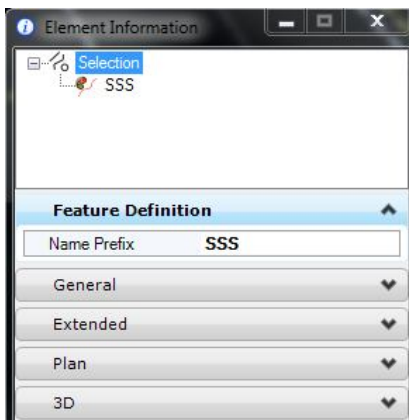 Element Information
Selection
SSS
Feature Definition
Name Prefix SSS
General
Extended
Plan
3D